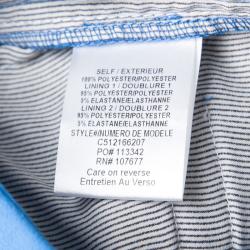 SELF / EXTERIEUR
100% POLYESTER/POLYESTER
LINING 1 / DOUBLURE 1
95% POLYESTER/POLYESTER
5% ELASTANE/ELASTHANNE
LINING 2 / DOUBLURE 2
95% POLYESTER/POLYESTER
5% ELASTANE/ELASTHANNE
STYLE#/NUMERO DE MODELE
C512166207
PO# 113342
RN# 107677
Care on reverse
Entretien Au Verso